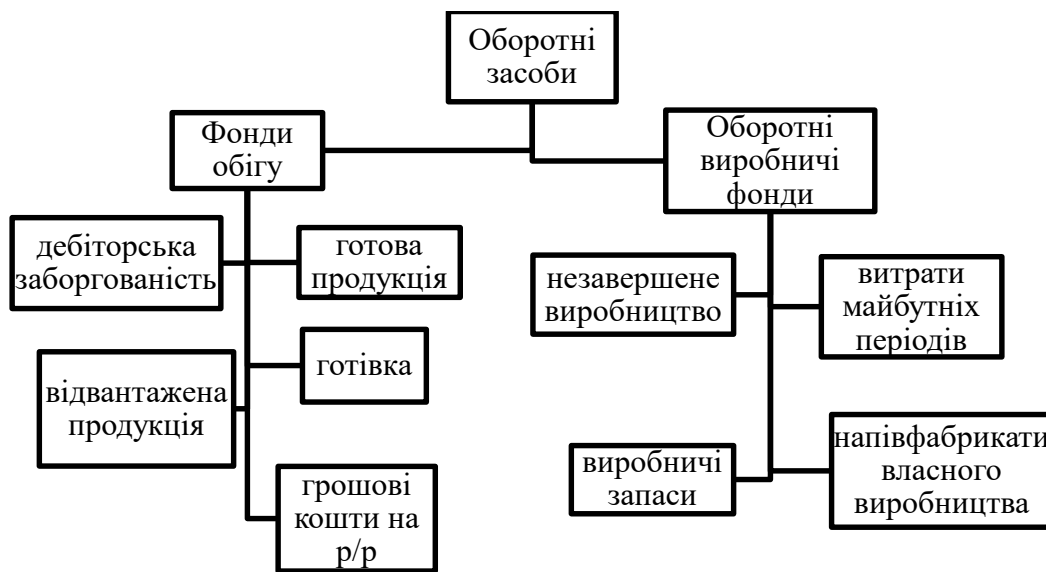 Оборотні
засоби
Фонди
обігу
Оборотні
виробничі
фонди
дебіторська
заборгованість
готова
продукція
незавершене
виробництво
витрати
майбутніх
періодів
відвантажена
продукція
готівка
виробничі
запаси
напівфабрикати
власного
виробництва
грошові
кошти на
р/р